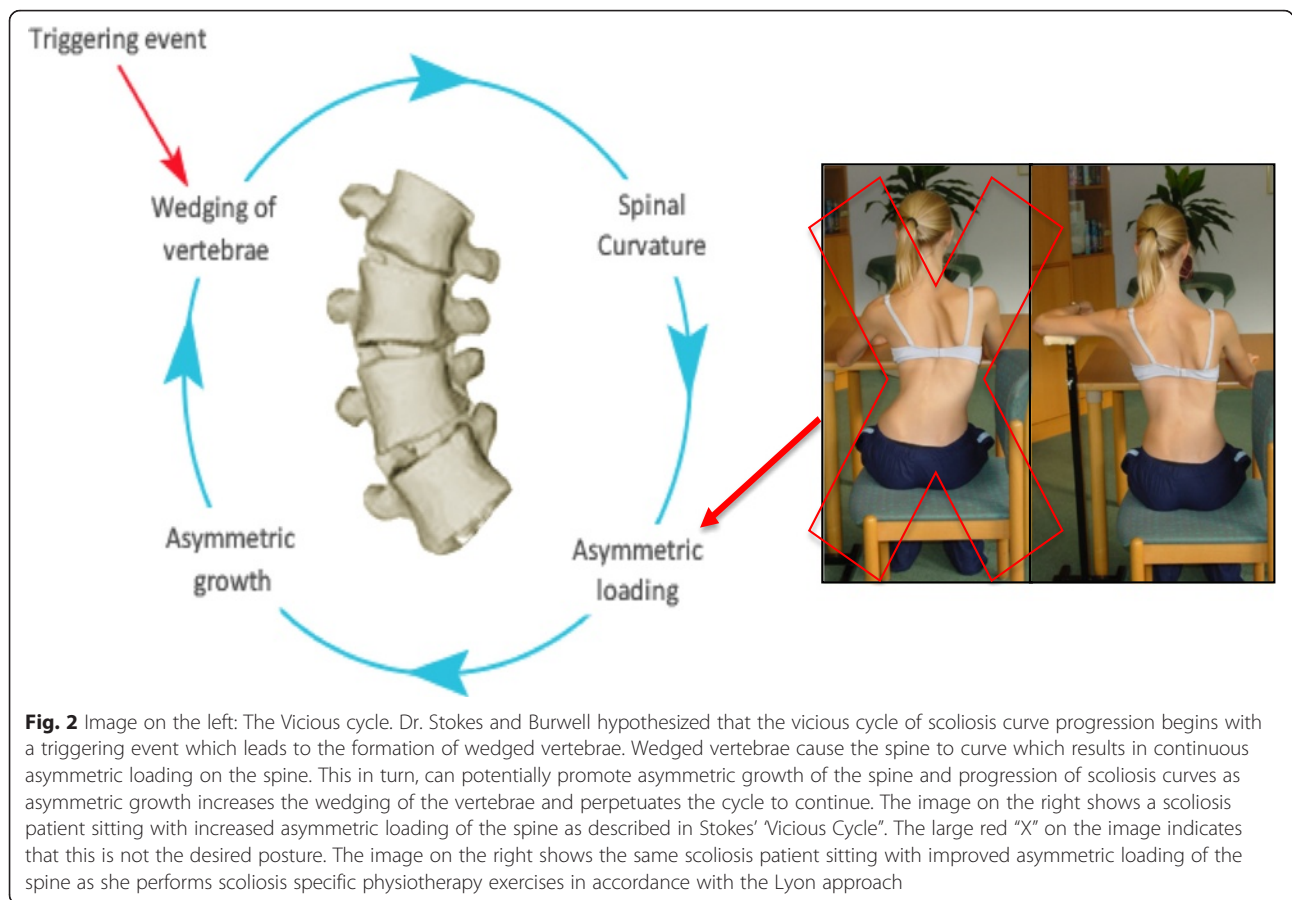 Triggering event
Wedging of
vertebrae
Spinal
Curvature
Asymmetric
growth
Asymmetric
loading
Fig. 2 Image on the left: The Vicious cycle. Dr. Stokes and Burwell hypothesized that the vicious cycle of scoliosis curve progression begins with
a triggering event which leads to the formation of wedged vertebrae. Wedged vertebrae cause the spine to curve which results in continuous
asymmetric loading on the spine. This in turn, can potentially promote asymmetric growth of the spine and progression of scoliosis curves as
asymmetric growth increases the wedging of the vertebrae and perpetuates the cycle to continue. The image on the right shows a scoliosis
patient sitting with increased asymmetric loading of the spine as described in Stokes' "Vicious Cycle". The large red "X" on the image indicates
that this is not the desired posture. The image on the right shows the same scoliosis patient sitting with improved asymmetric loading of the
spine as she performs scoliosis specific physiotherapy exercises in accordance with the Lyon approach